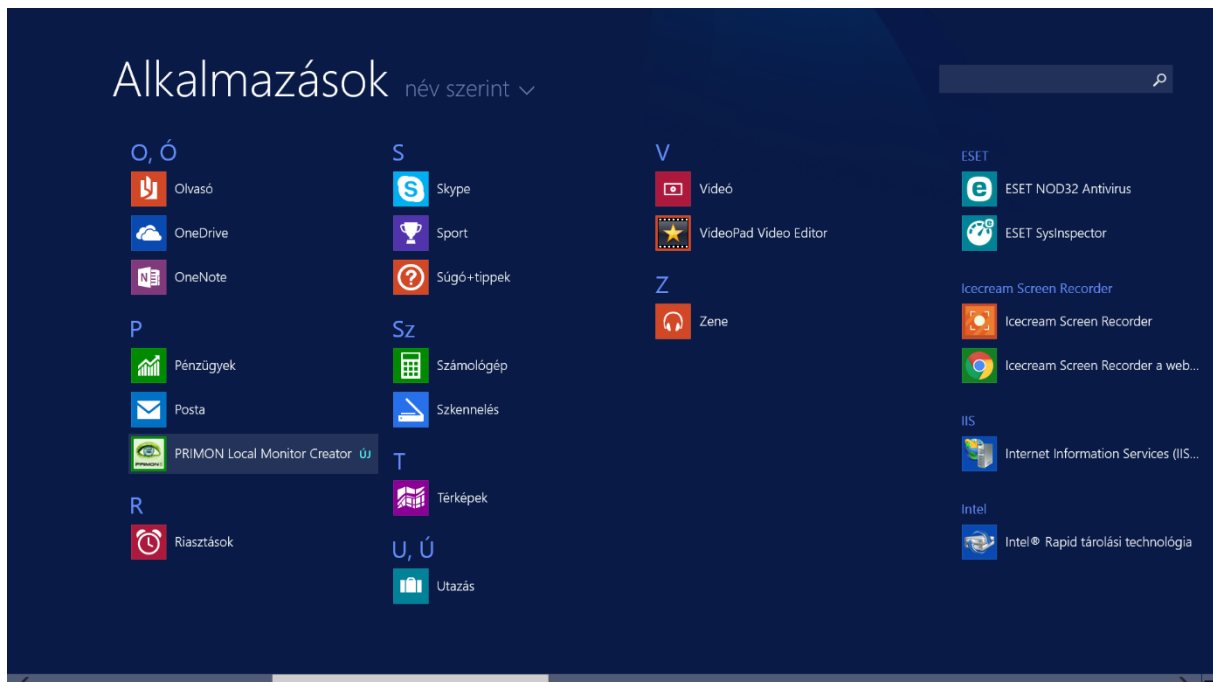 Alkalmazások név szerint
O, Ó
Olvasó
OneDrive
OneNote
P
Pénzügyek
Posta
PRIMON Local Monitor Creator ÚJ
R
Riasztások
S
Skype
Sport
Súgó+tippek
Sz
Számológép
Szkennelés
T
Térképek
U, Ú
Utazás
V
Videó
VideoPad Video Editor
Z
Zene
ESET
ESET NOD32 Antivirus
ESET SysInspector
Icecream Screen Recorder
Icecream Screen Recorder
Icecream Screen Recorder a web...
IIS
Internet Information Services (IIS...
Intel
Intel® Rapid tárolási technológia